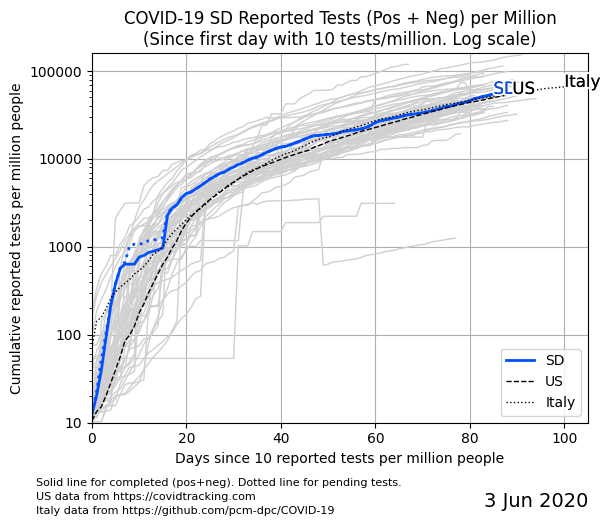 COVID-19 SD Reported Tests (Pos + Neg) per Million
(Since first day with 10 tests/million. Log scale)
Cumulative reported tests per million people
100000
10000
1000
100
10
SD
US
Italy
SD
US
Italy
0
20
40
60
80
100
Days since 10 reported tests per million people
Solid line for completed (pos+neg). Dotted line for pending tests.
US data from https://covidtracking.com
Italy data from https://github.com/pcm-dpc/COVID-19
3 Jun 2020